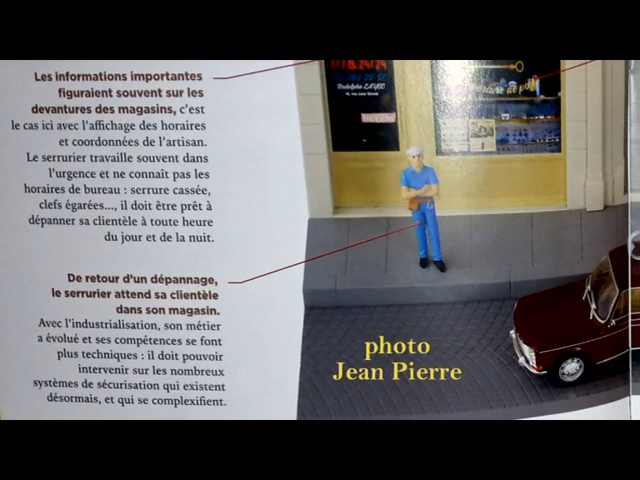 Les informations importantes
figuraient souvent sur les
devantures des magasins, c'est
le cas ici avec l'affichage des horaires
et coordonnées de l'artisan.
Le serrurier travaille souvent dans
l'urgence et ne connaît pas les
horaires de bureau : serrure cassée,
clefs égarées..., il doit être prêt à
dépanner sa clientèle à toute heure
du jour et de la nuit.
De retour d'un dépannage,
le serrurier attend sa clientèle
dans son magasin.
Avec l'industrialisation, son métier
a évolué et ses compétences se font
plus techniques : il doit pouvoir
intervenir sur les nombreux
systèmes de sécurisation qui existent
désormais, et qui se complexifient.
photo
Jean Pierre